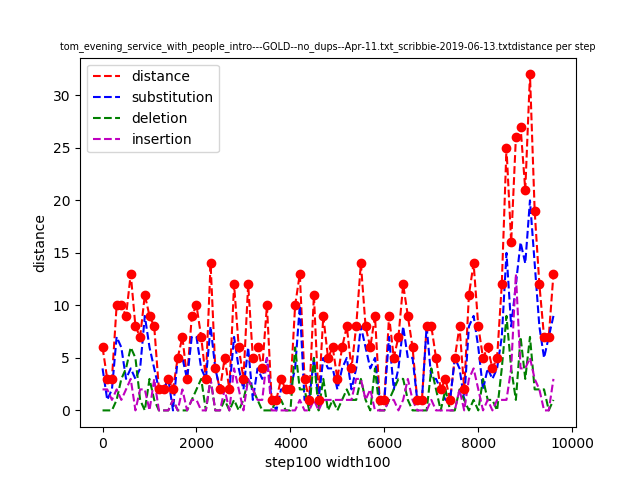 tom_evening_service_with_people_intro---GOLD--no_dups--Apr-11.txt_scribbie-2019-06-13.txtdistance per step
distance
substitution
deletion
insertion
30
25
20
15
10
5
0
distance
0 2000 4000 6000 8000 10000
step100 width100